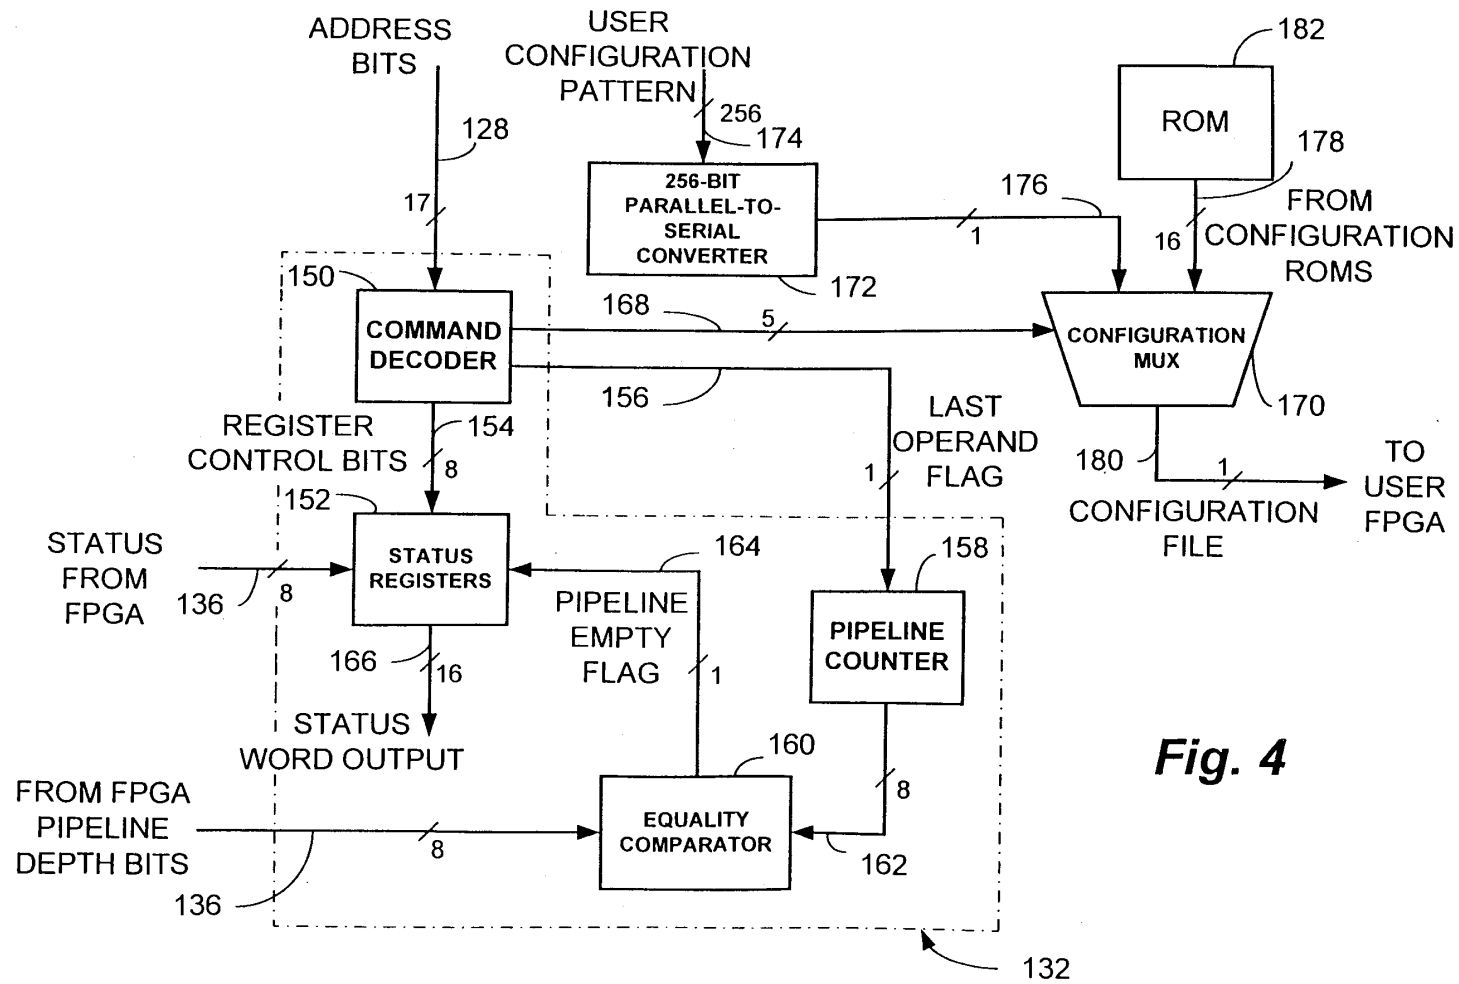 ADDRESS
BITS
USER
CONFIGURATION
PATTERN
182
ROM
128
256
174
178
17
256-BIT
PARALLEL-TO-
SERIAL
CONVERTER
176
1
FROM
CONFIGURATION
ROMS
16
150
172
168
5
COMMAND
DECODER
CONFIGURATION
MUX
156
170
REGISTER
CONTROL BITS
154
8
LAST
OPERAND
FLAG
1
180
1
CONFIGURATION
FILE
TO
USER
FPGA
152
STATUS
FROM
FPGA
136
8
STATUS
REGISTERS
164
158
PIPELINE
EMPTY
FLAG
1
PIPELINE
COUNTER
166
16
STATUS
WORD OUTPUT
160
8
Fig. 4
FROM FPGA
PIPELINE
DEPTH BITS
8
EQUALITY
COMPARATOR
162
136
132